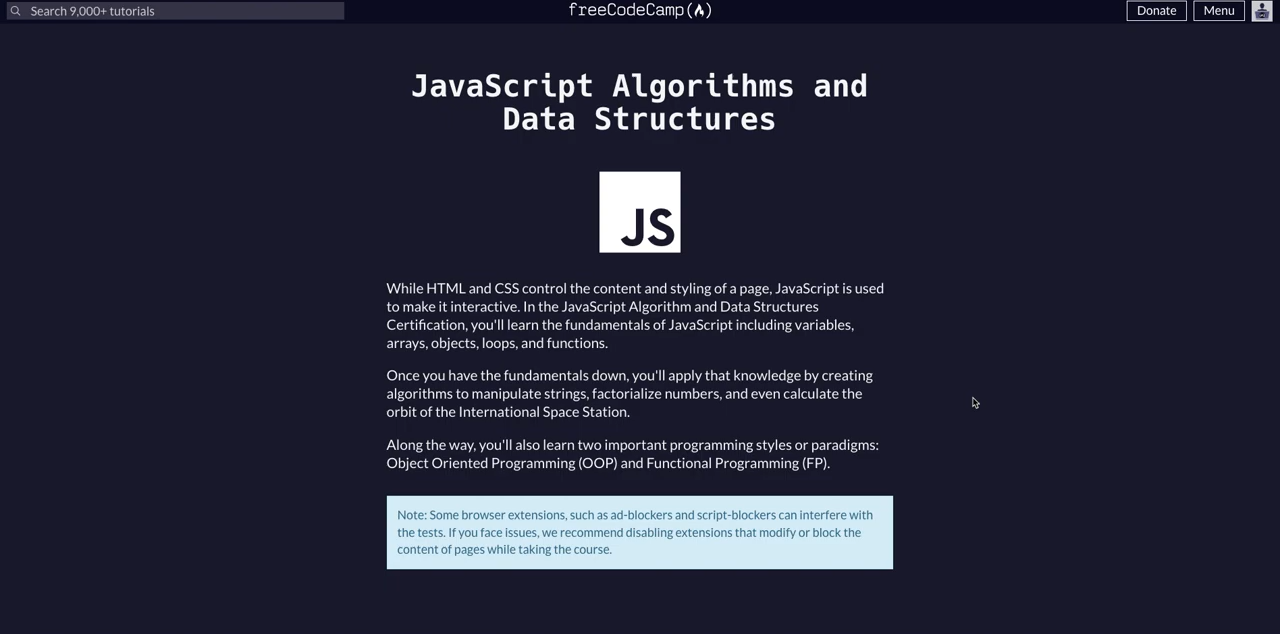 Search 9,000+ tutorials
freeCodeCamp
Donate
Menu
JavaScript Algorithms and
Data Structures
JS
While HTML and CSS control the content and styling of a page, JavaScript is used
to make it interactive. In the JavaScript Algorithm and Data Structures
Certification, you'll learn the fundamentals of JavaScript including variables,
arrays, objects, loops, and functions.
Once you have the fundamentals down, you'll apply that knowledge by creating
algorithms to manipulate strings, factorialize numbers, and even calculate the
orbit of the International Space Station.
Along the way, you'll also learn two important programming styles or paradigms:
Object Oriented Programming (OOP) and Functional Programming (FP).
Note: Some browser extensions, such as ad-blockers and script-blockers can interfere with
the tests. If you face issues, we recommend disabling extensions that modify or block the
content of pages while taking the course.